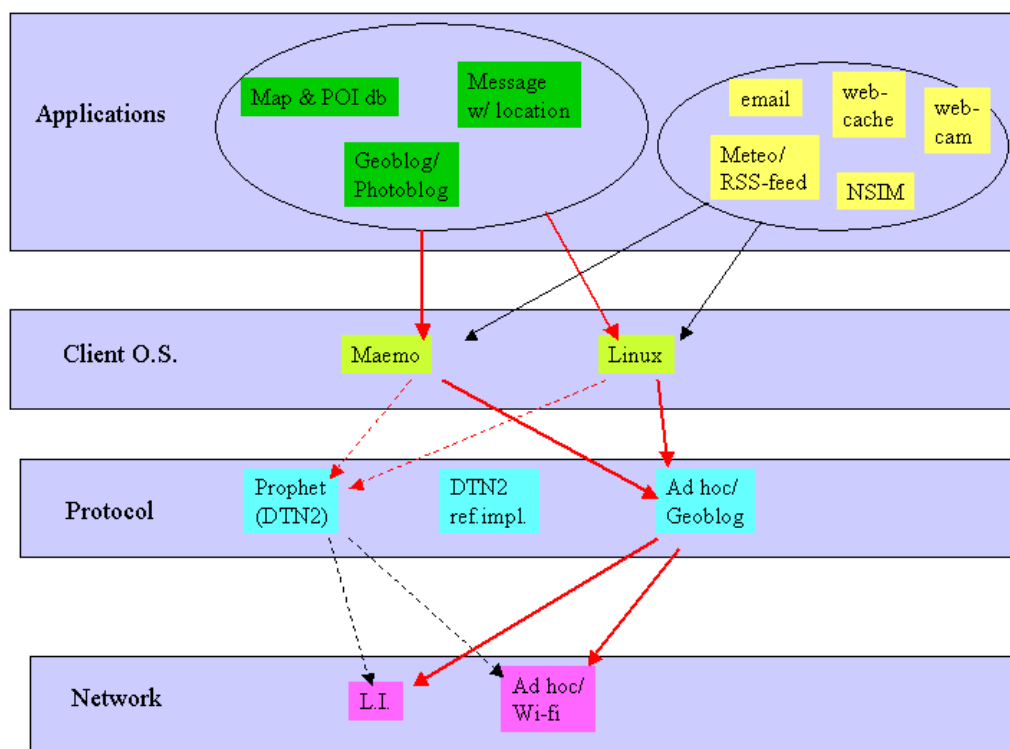 Applications
Map & POI db
Message
w/ location
Geoblog/
Photoblog
email
web-
cache
web-
cam
Meteo/
RSS-feed
NSIM
Client O.S.
Maemo
Linux
Protocol
Prophet
(DTN2)
DTN2
ref.impl.
Ad hoc/
Geoblog
Network
L.I.
Ad hoc/
Wi-fi